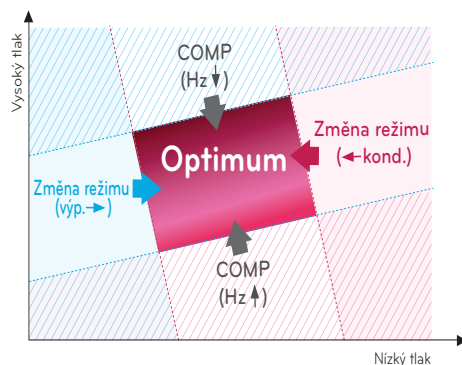 Vysoký tlak
COMP
(Hz ↓)
Optimum
Změna režimu
(←kond.)
Změna režimu
(výp.→)
COMP
(Hz ↑)
Nízký tlak